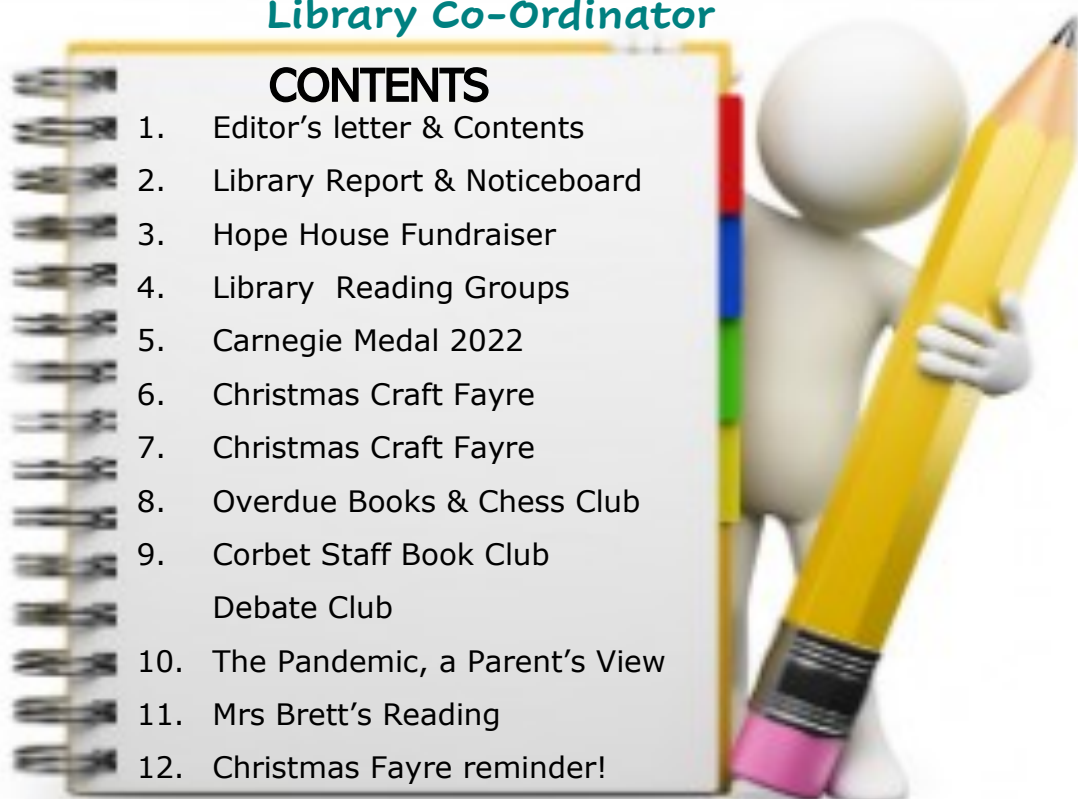 Library Co-Ordinator
CONTENTS
1. Editor's letter & Contents
2. Library Report & Noticeboard
3. Hope House Fundraiser
4. Library Reading Groups
5. Carnegie Medal 2022
6. Christmas Craft Fayre
7. Christmas Craft Fayre
8. Overdue Books & Chess Club
9. Corbet Staff Book Club
Debate Club
10. The Pandemic, a Parent's View
11. Mrs Brett's Reading
12. Christmas Fayre reminder!